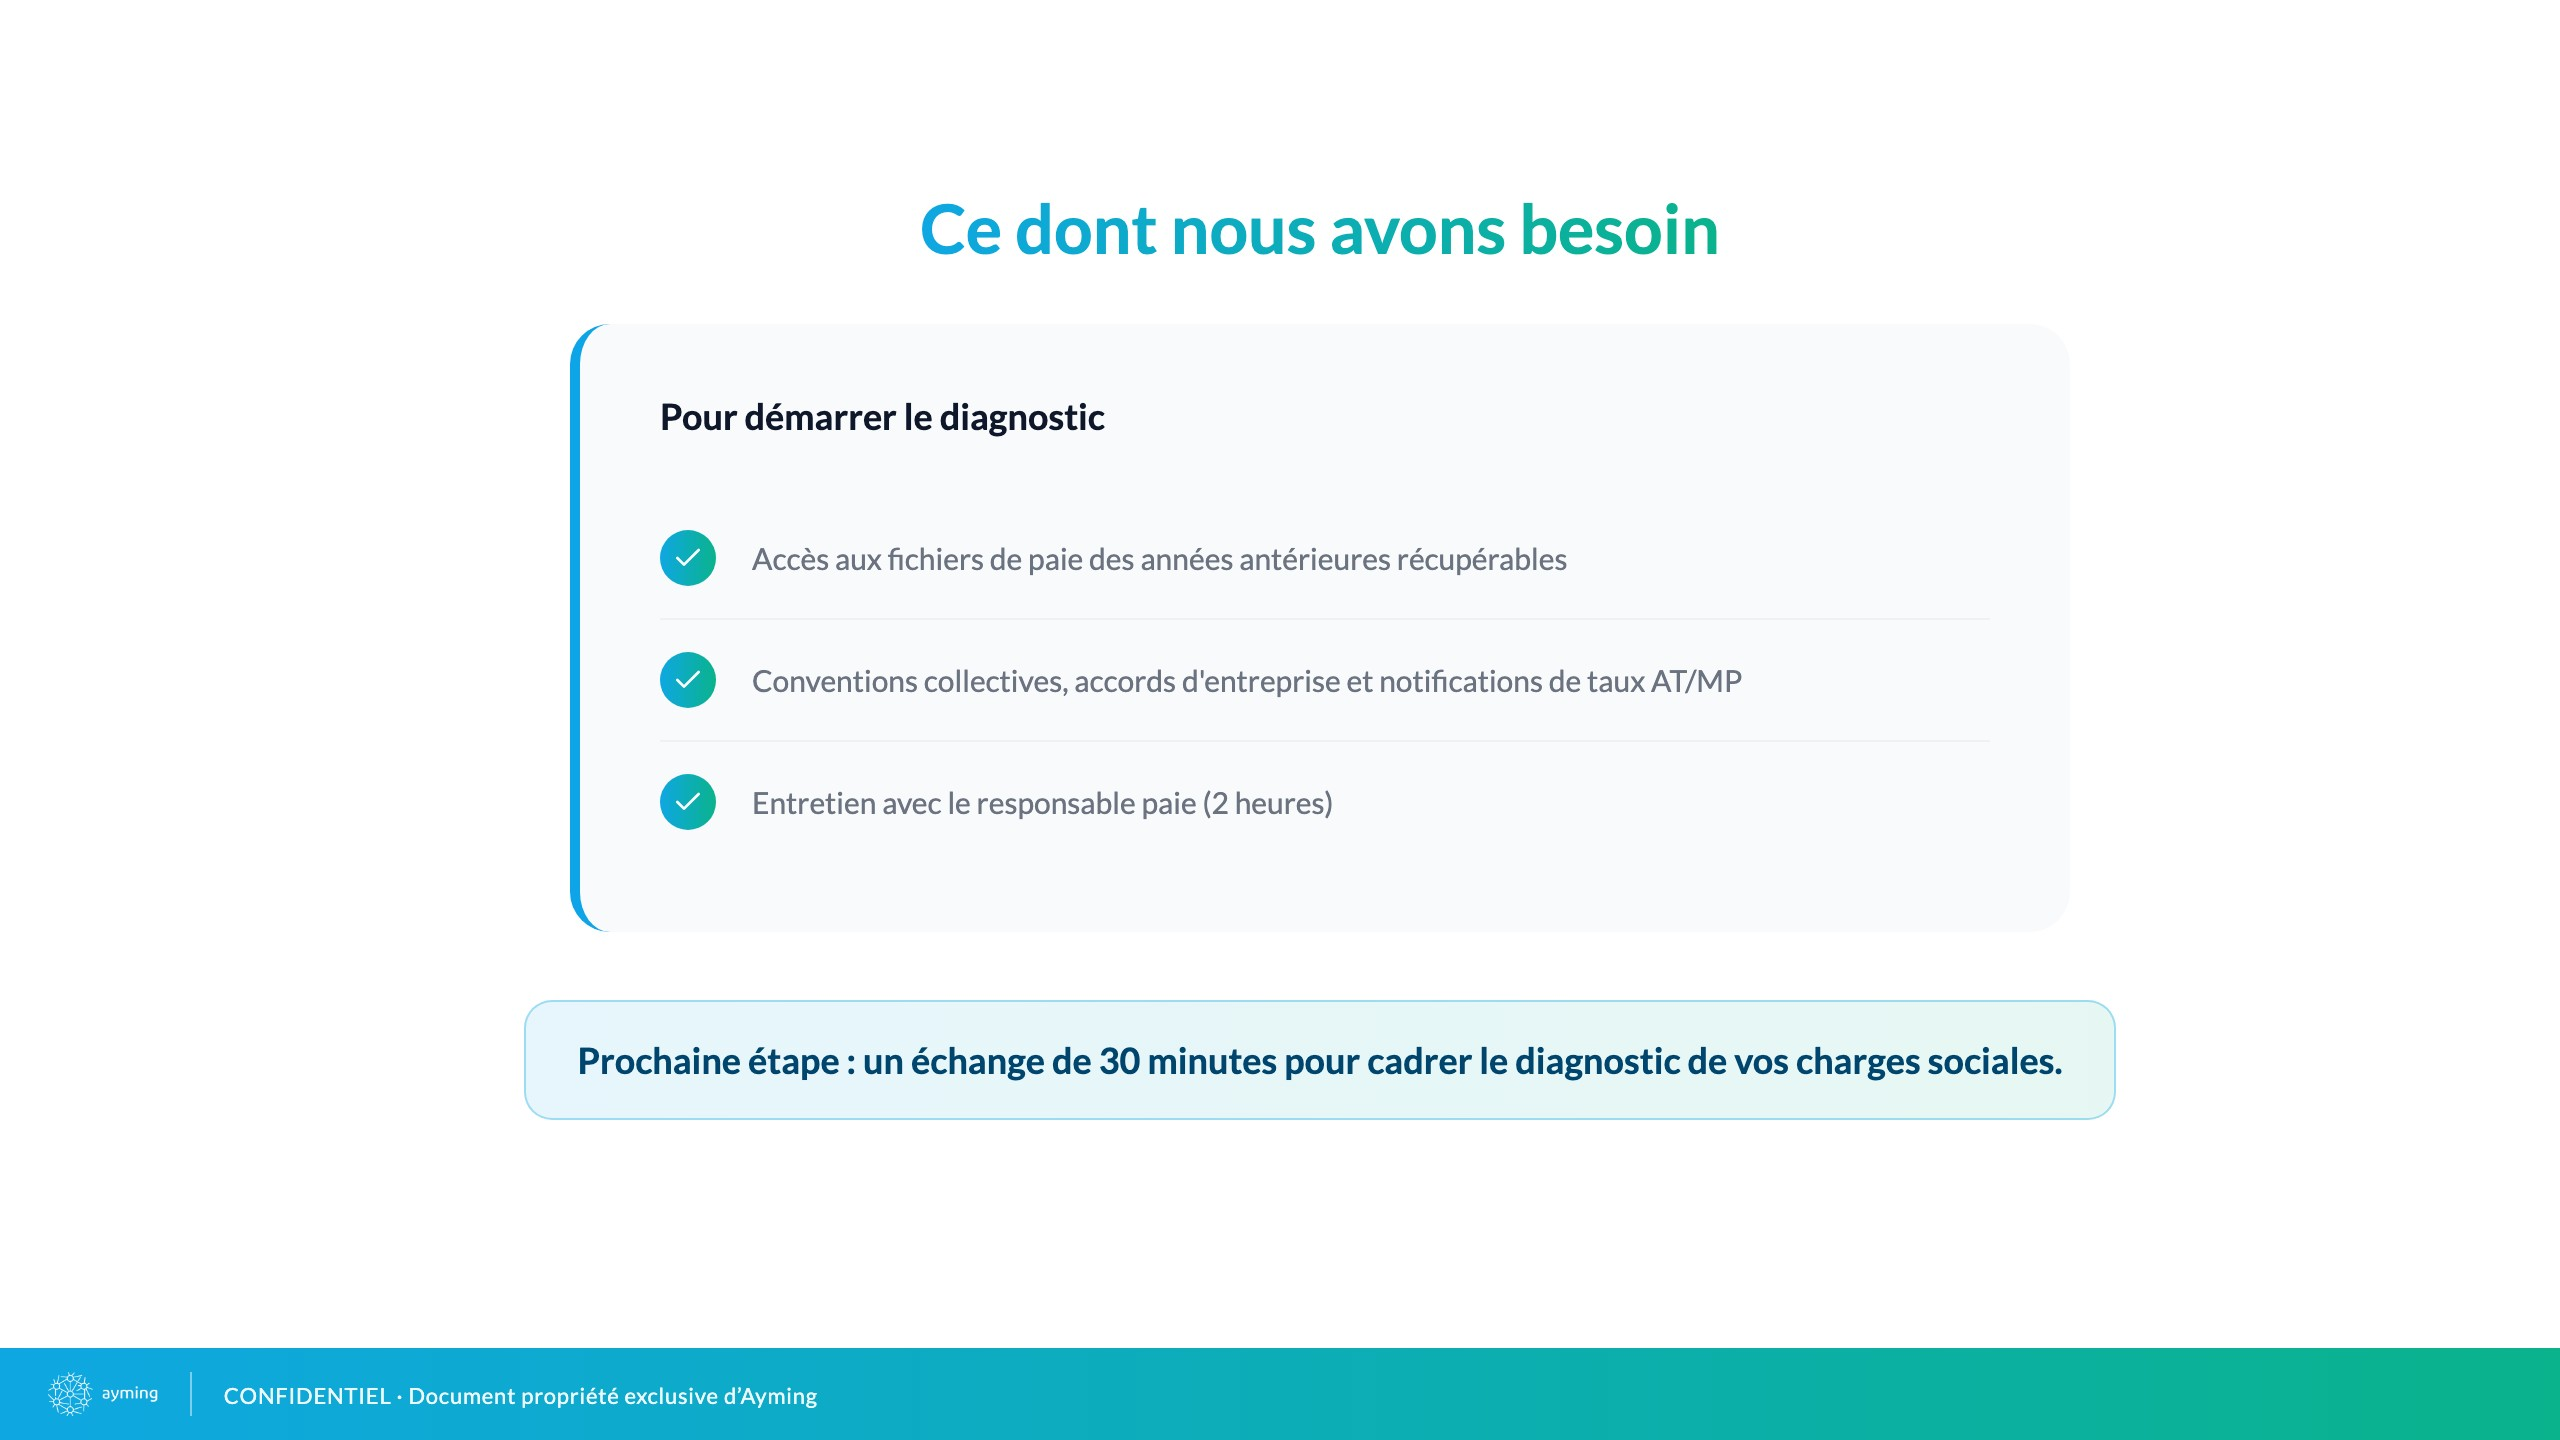 Ce dont nous avons besoin
Pour démarrer le diagnostic
Accès aux fichiers de paie des années antérieures récupérables
Conventions collectives, accords d'entreprise et notifications de taux AT/MP
Entretien avec le responsable paie (2 heures)
Prochaine étape : un échange de 30 minutes pour cadrer le diagnostic de vos charges sociales.
ayming
CONFIDENTIEL · Document propriété exclusive d’Ayming